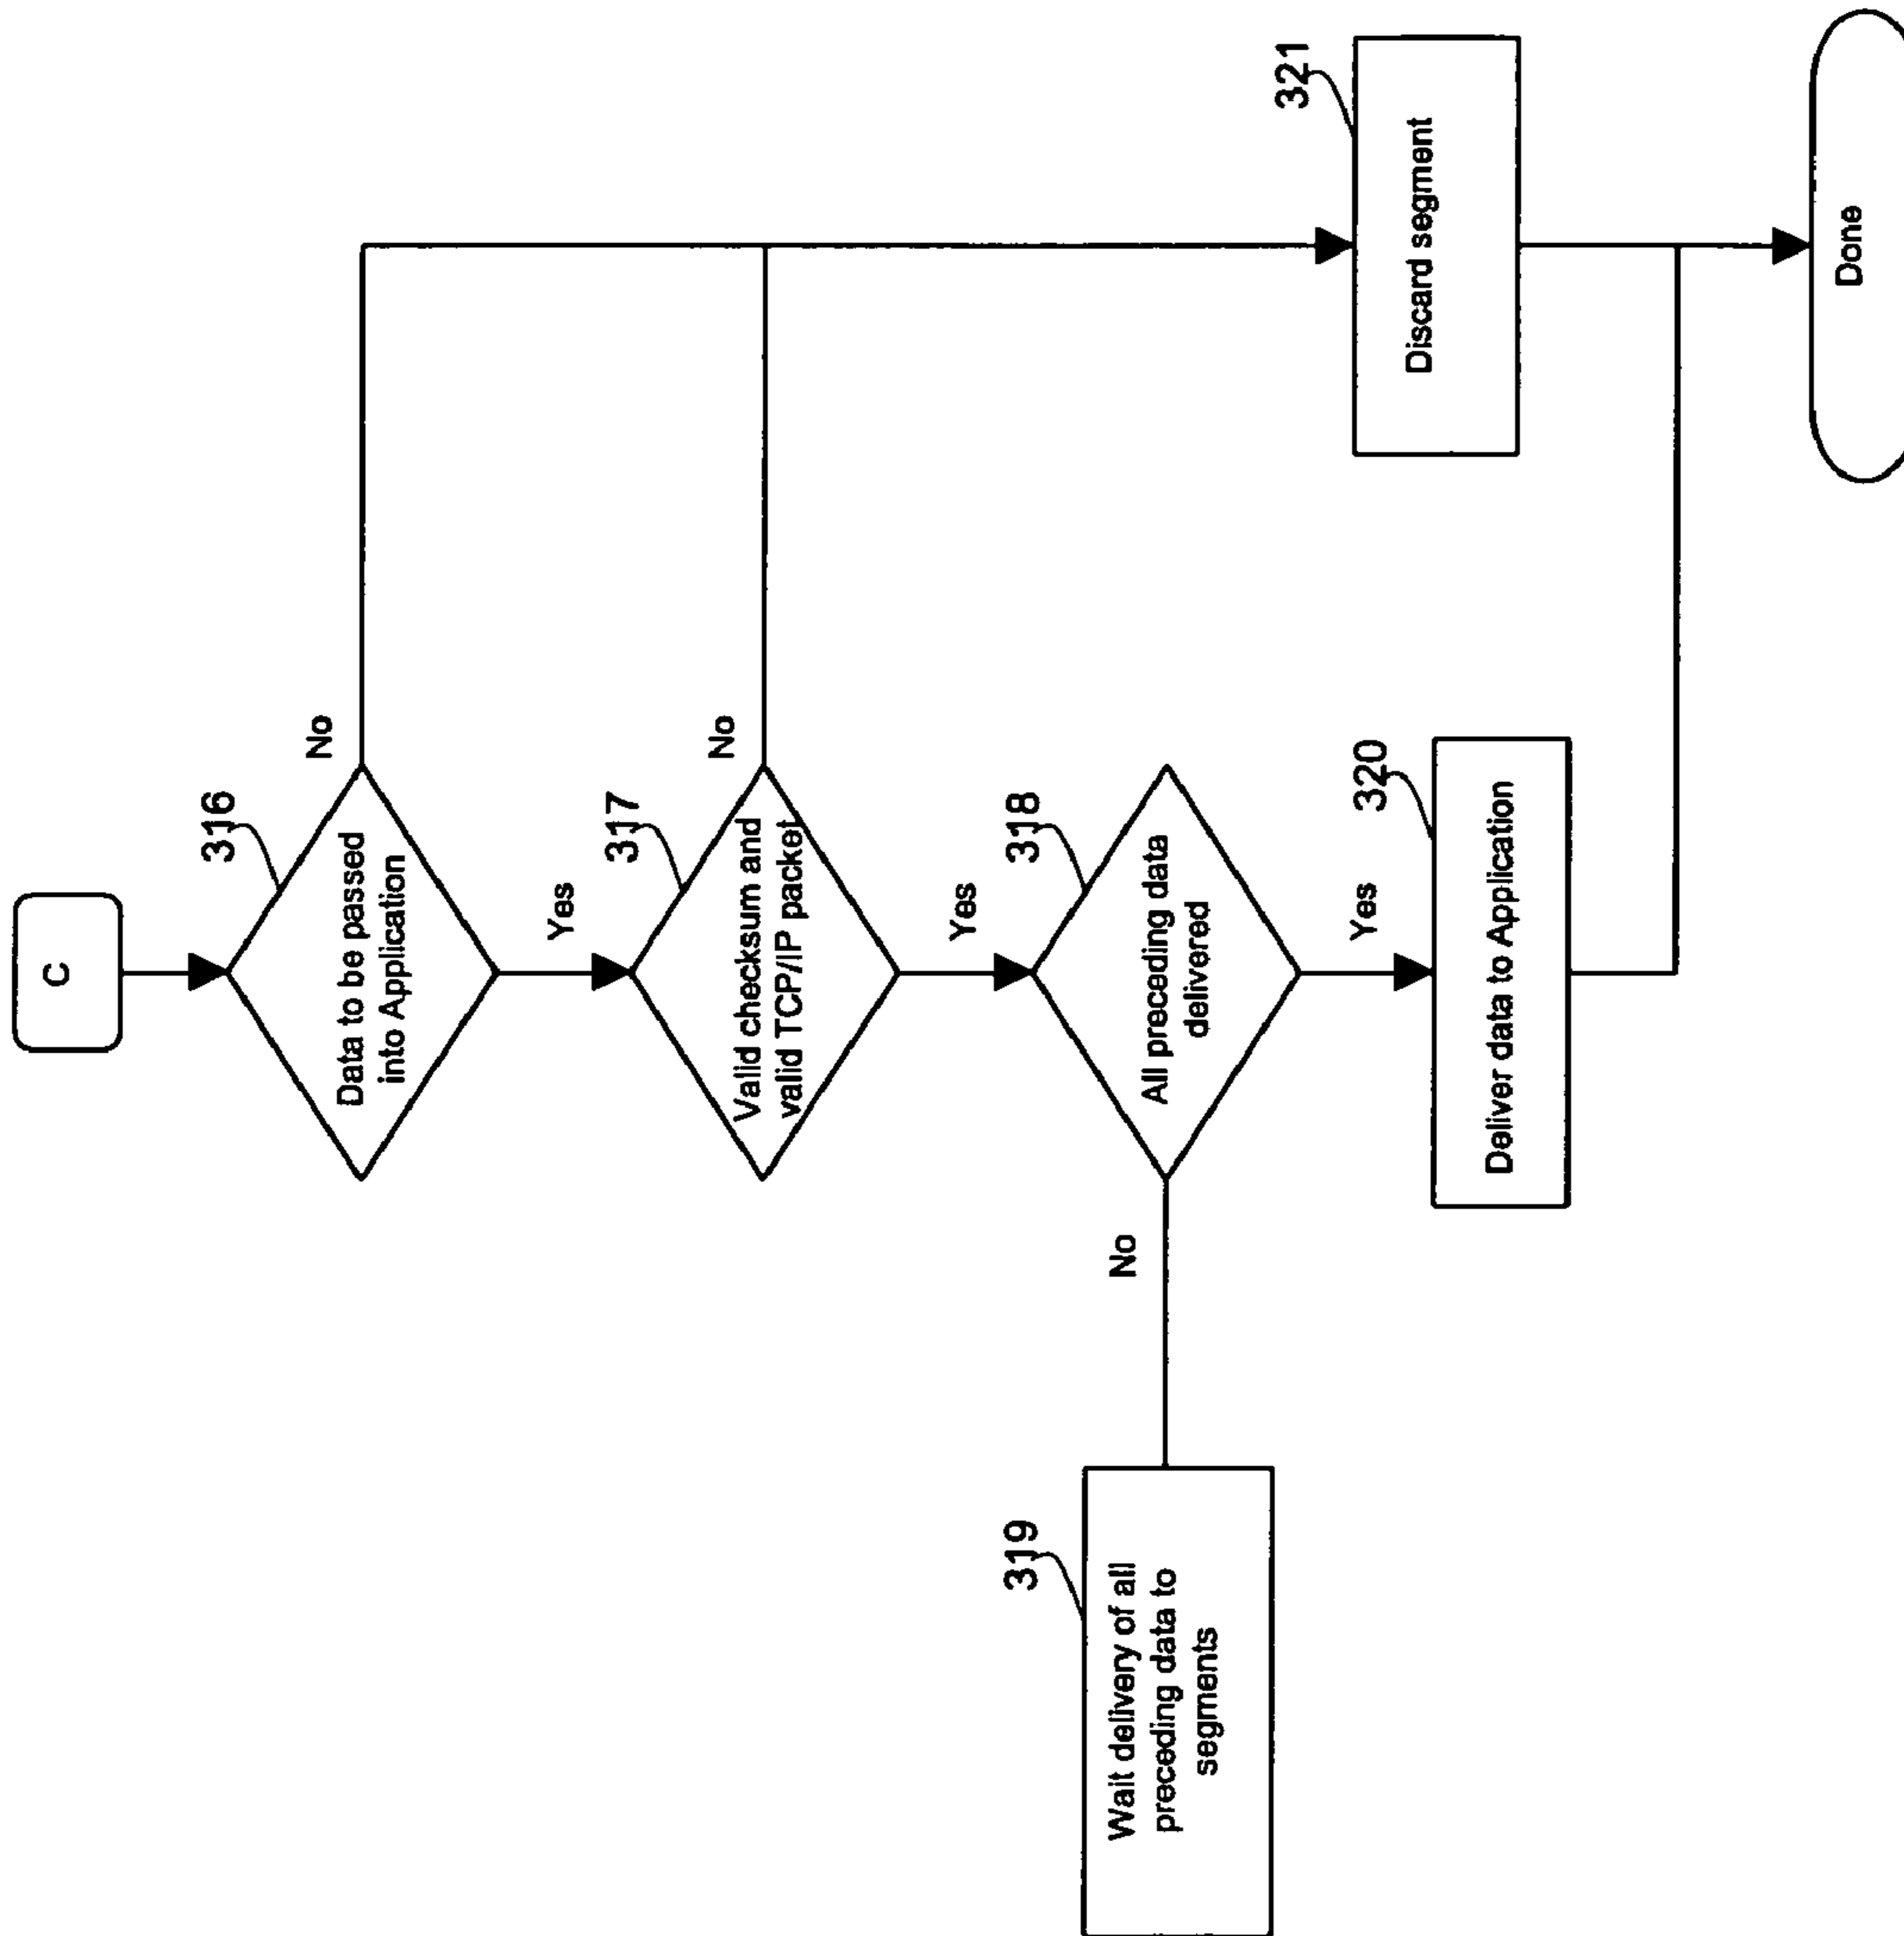 C
316
Data to be passed
into Application
No
Yes
317
Valid checksum and
valid TCP/IP packet
No
Yes
318
All preceding data
delivered
No
Yes
319
Wait delivery of all
preceding data to
segments
320
Deliver data to Application
321
Discard segment
Done